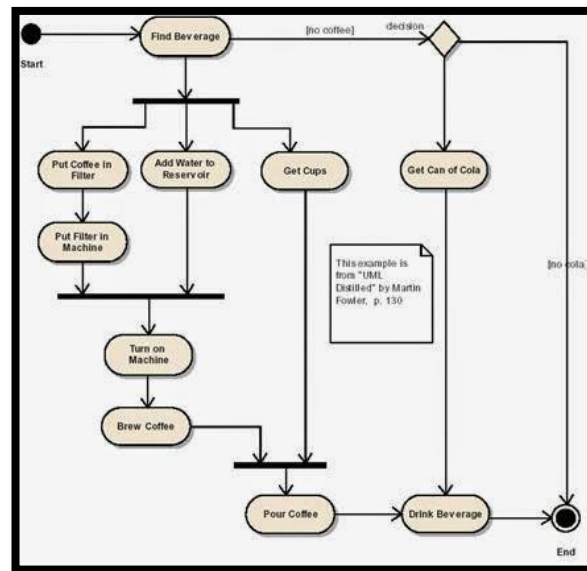 Find Beverage
[no coffee]
decision
Start
Put Coffee in
Filter
Add Water to
Reservoir
Get Cups
Get Can of Cola
Put Filter in
Machine
This example is
from "UML
Distilled" by Martin
Fowler, p. 130
[no cola]
Turn on
Machine
Brew Coffee
Pour Coffee
Drink Beverage
End